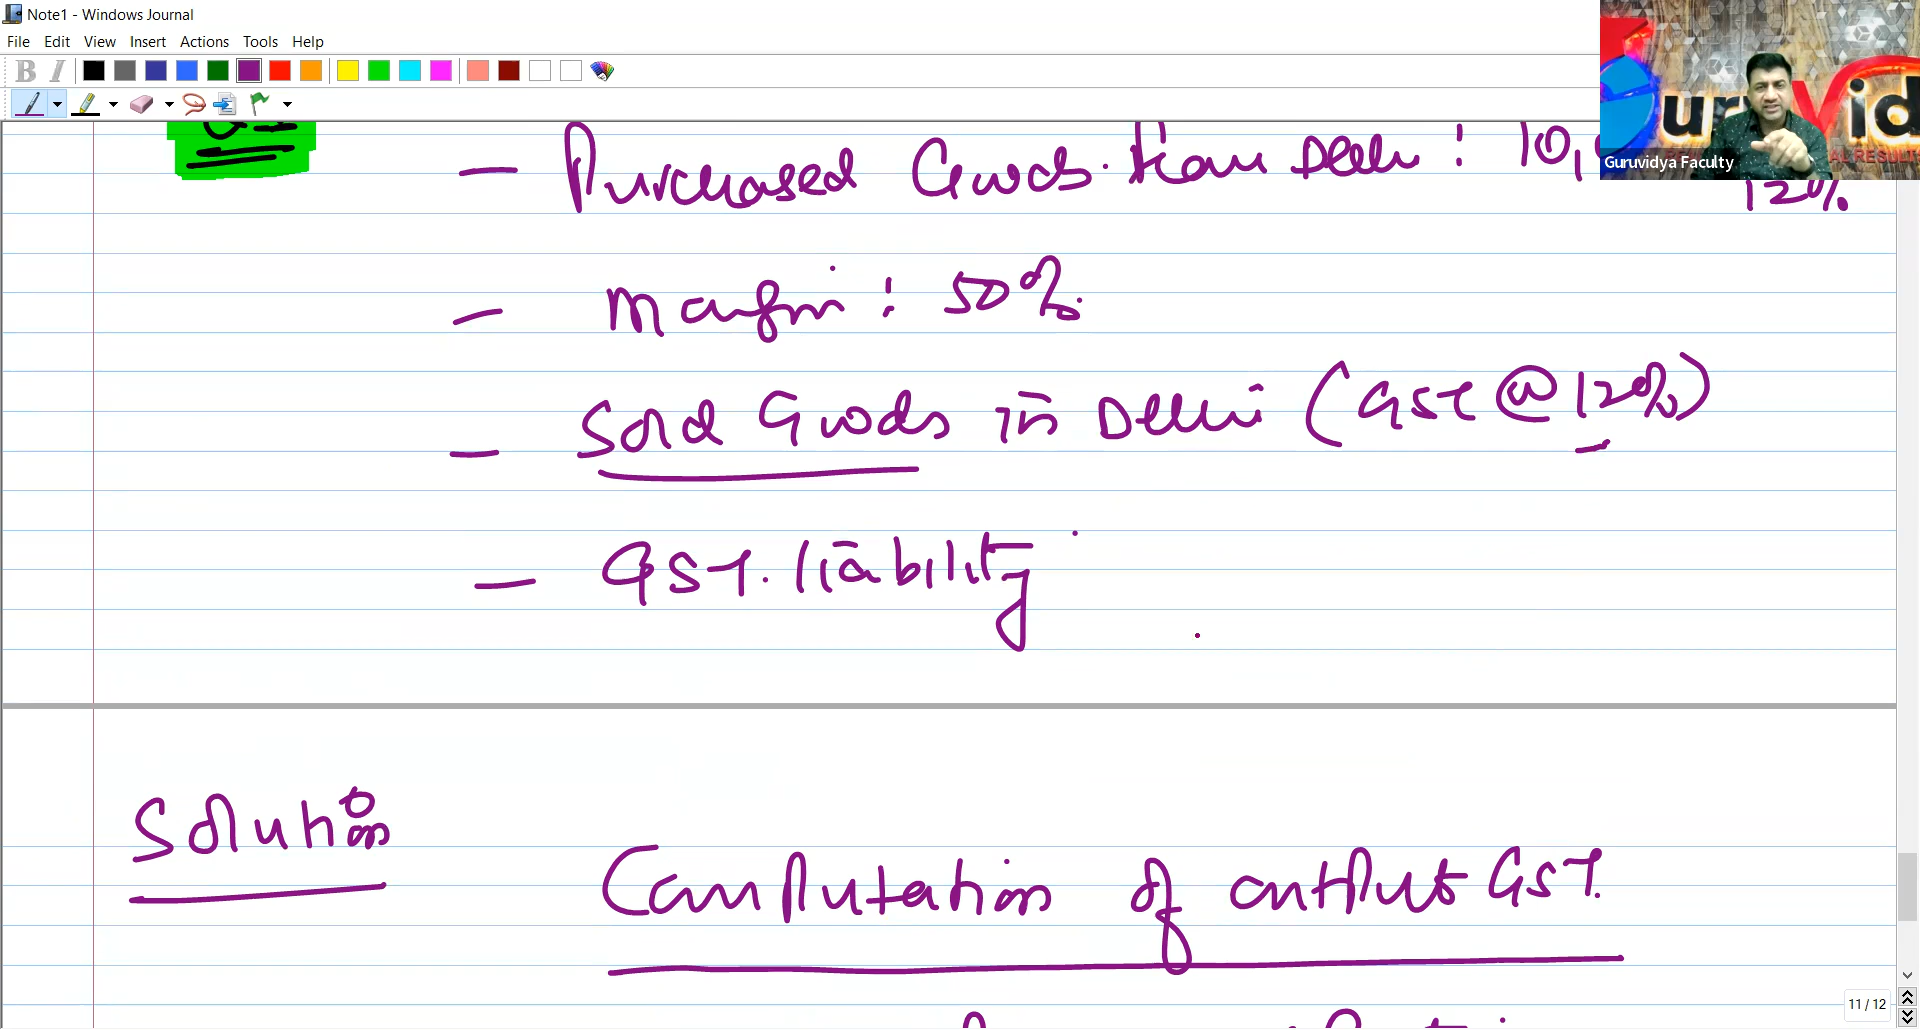 Note1 - Windows Journal
File Edit View Insert Actions Tools Help
B I
Guruvidya Faculty
- Purchased Goods from Delhi : 10,
12%
- Margin : 50%
- Sold Goods in Delhi (GST @ 12%)
- GST liability
Solution
Computation of output GST
11 / 12